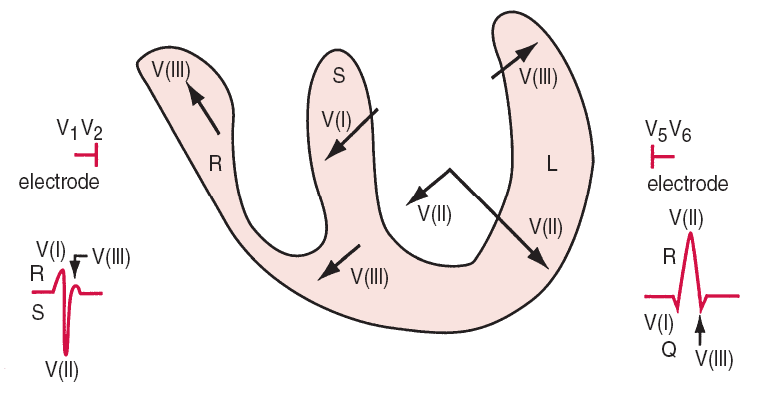 V(III)
S
V(III)
V(I)
V₁V₂
electrode
R
L
V₅V₆
electrode
V(II)
V(II)
V(III)
V(I)
V(III)
R
S
V(II)
V(II)
R
V(I)
Q
V(III)